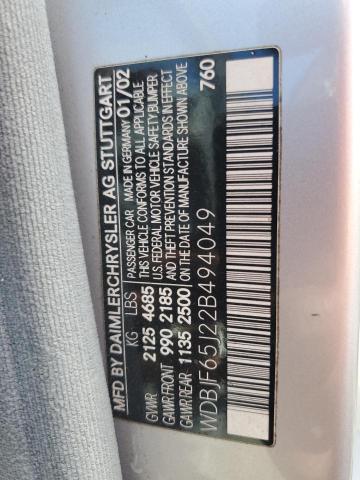 MFD BY DAIMLERCHRYSLER AG STUTTGART
PASSENGER CAR MADE IN GERMANY 01/02
KG LBS
GVWR 2125 4685
GAWR FRONT 990 2185
GAWR REAR 1135 2500
THIS VEHICLE CONFORMS TO ALL APPLICABLE
U.S. FEDERAL MOTOR VEHICLE SAFETY BUMPER
AND THEFT PREVENTION STANDARDS IN EFFECT
ON THE DATE OF MANUFACTURE SHOWN ABOVE
WDBJF65J22B494049
760